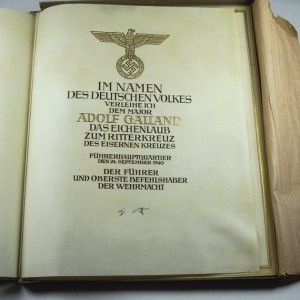 IM NAMEN
DES DEUTSCHEN VOLKES
VERLEIHE ICH
DEM MAJOR
ADOLF GALLAND
DAS EICHENLAUB
ZUM RITTERKREUZ
DES EISERNEN KREUZES
FÜHRERHAUPTQUARTIER
DEN 24. SEPTEMBER 1940
DER FÜHRER
UND OBERSTE BEFEHLSHABER
DER WEHRMACHT